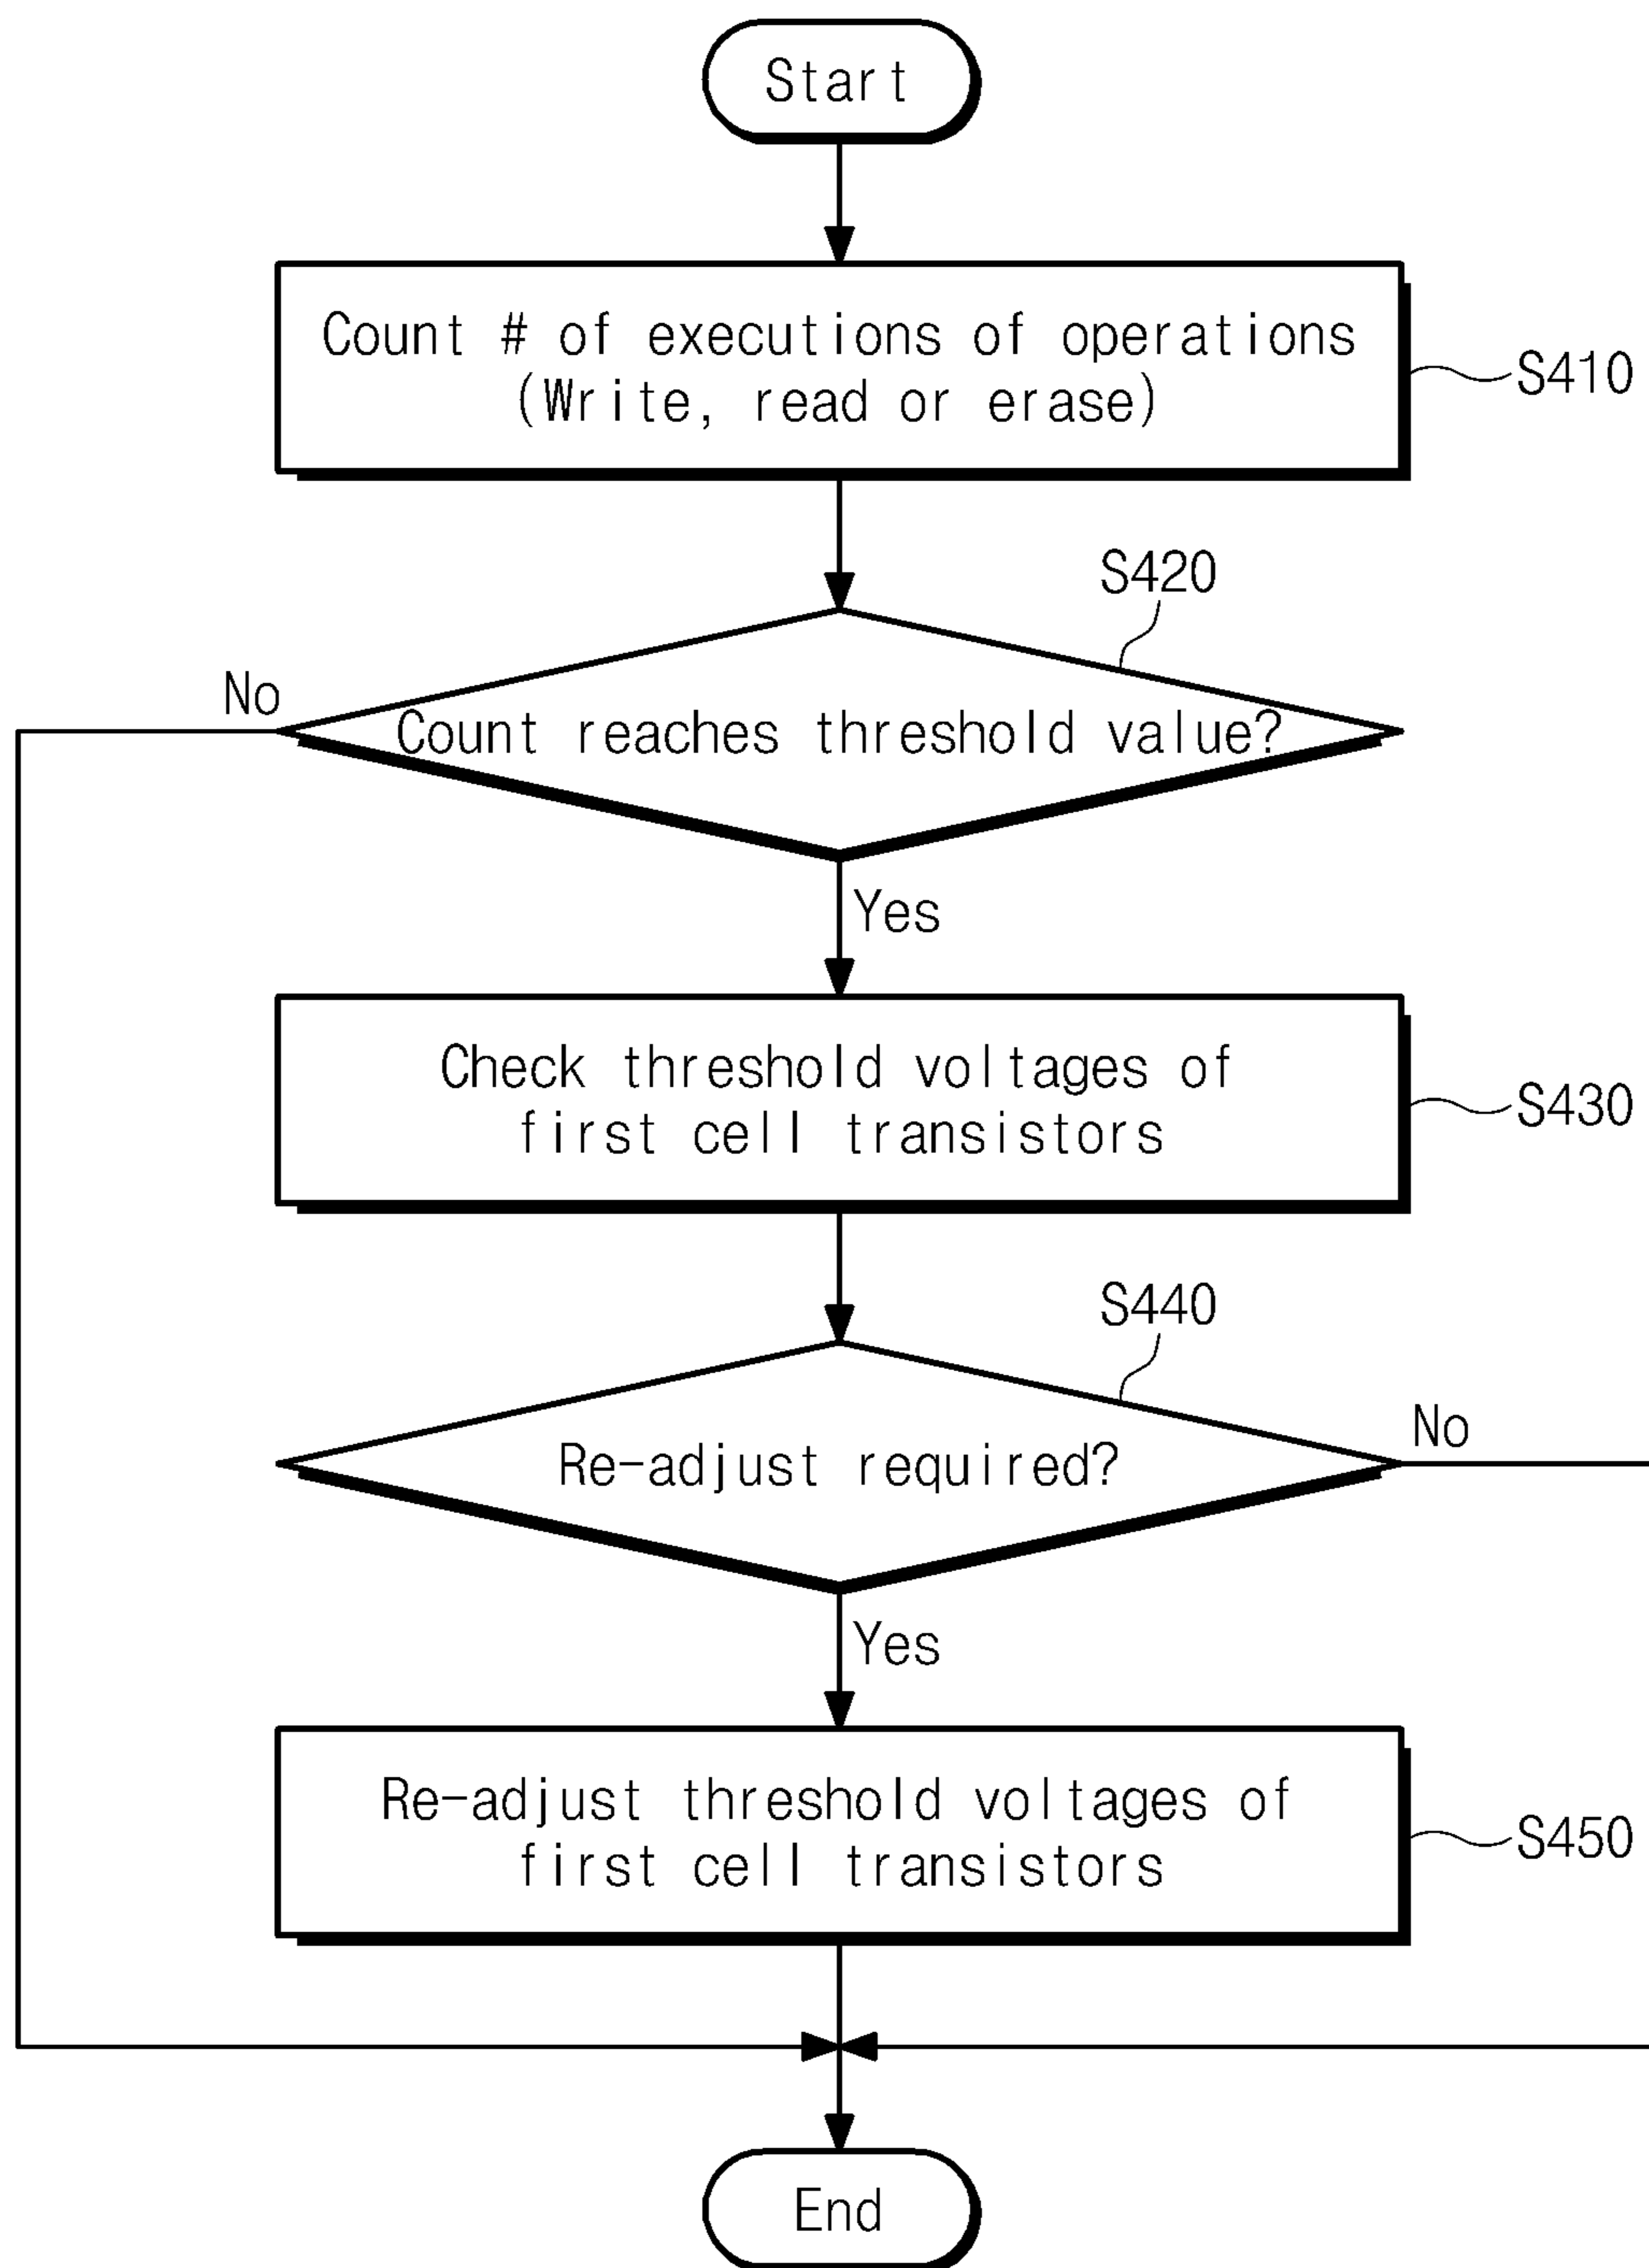 Start
Count # of executions of operations
(Write, read or erase)
S410
S420
No
Count reaches threshold value?
Yes
Check threshold voltages of
first cell transistors
S430
S440
No
Re-adjust required?
Yes
Re-adjust threshold voltages of
first cell transistors
S450
End